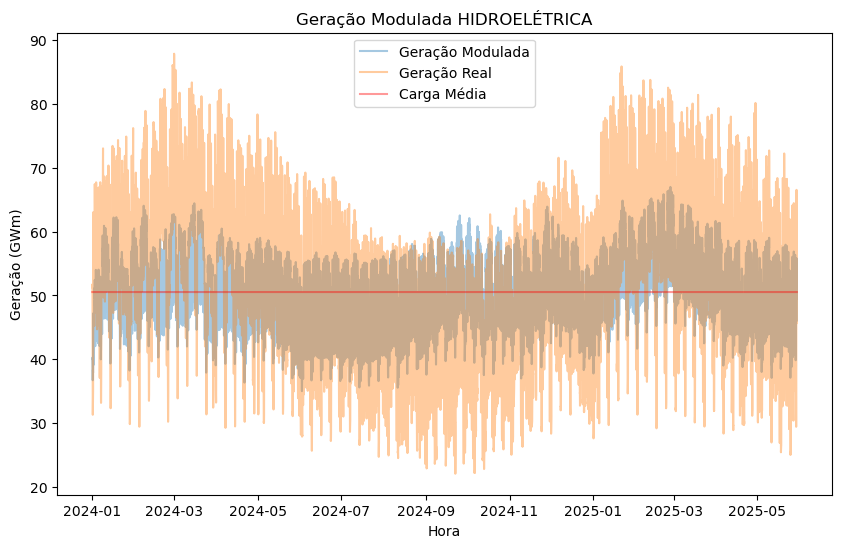 Geração Modulada HIDROELÉTRICA
Geração Modulada
Geração Real
Carga Média
Geração (GWm)
90
80
70
60
50
40
30
20
2024-01
2024-03
2024-05
2024-07
2024-09
2024-11
2025-01
2025-03
2025-05
Hora